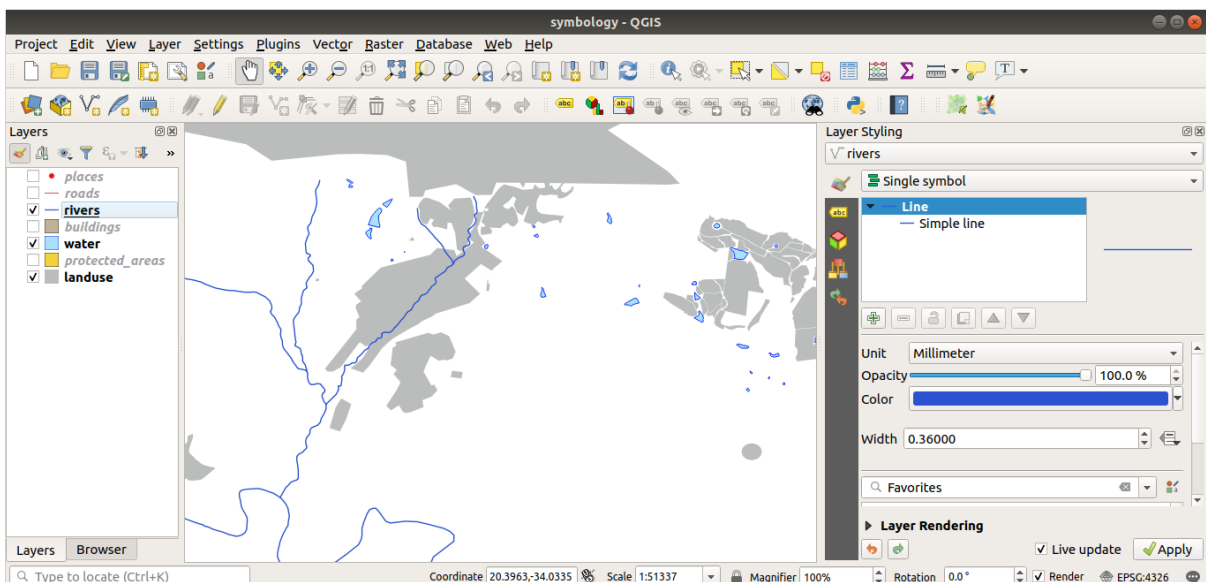 symbology - QGIS
Project Edit View Layer Settings Plugins Vector Raster Database Web Help
Layers
places
roads
rivers
buildings
water
protected_areas
landuse
Layers Browser
Layer Styling
rivers
Single symbol
Line
Simple line
Unit Millimeter
Opacity 100.0 %
Color
Width 0.36000
Favorites
Layer Rendering
Live update Apply
Type to locate (Ctrl+K) Coordinate 20.3963,-34.0335 Scale 1:51337 Magnifier 100% Rotation 0.0° Render EPSG:4326